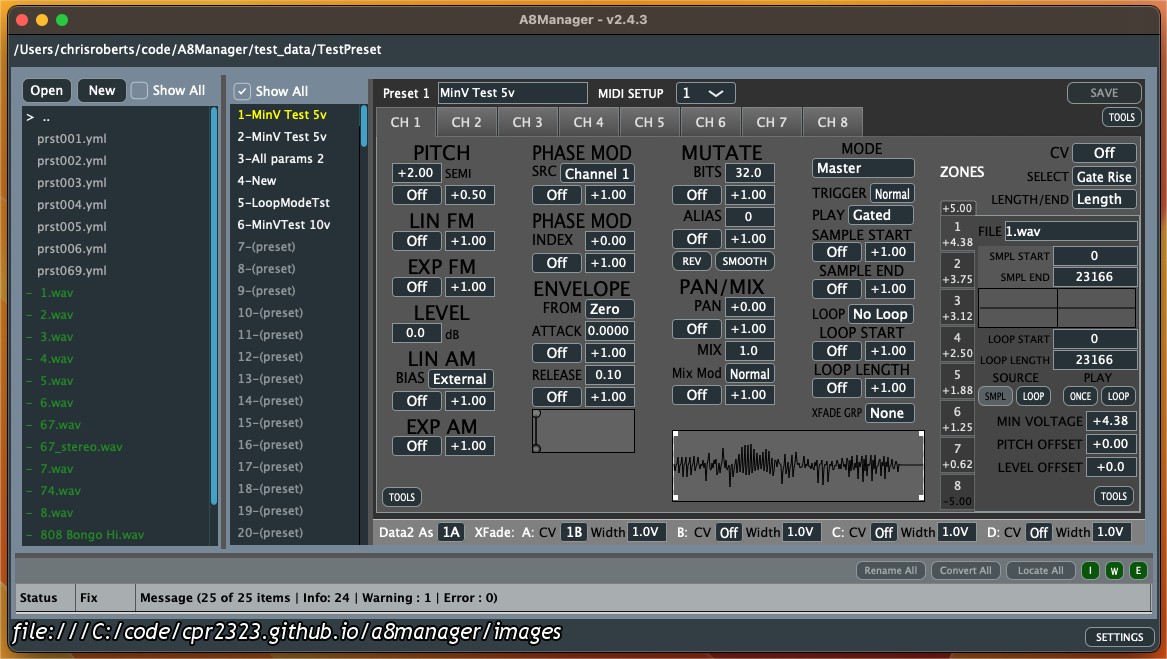 A8Manager - v2.4.3
/Users/chrisroberts/code/A8Manager/test_data/TestPreset
Open New Show All
> ..
prst001.yml
prst002.yml
prst003.yml
prst004.yml
prst005.yml
prst006.yml
prst069.yml
- 1.wav
- 2.wav
- 3.wav
- 4.wav
- 5.wav
- 6.wav
- 67.wav
- 67_stereo.wav
- 7.wav
- 74.wav
- 8.wav
- 808 Bongo Hi.wav
Show All
1-MinV Test 5v
2-MinV Test 5v
3-All params 2
4-New
5-LoopModeTst
6-MinVTest 10v
7-(preset)
8-(preset)
9-(preset)
10-(preset)
11-(preset)
12-(preset)
13-(preset)
14-(preset)
15-(preset)
16-(preset)
17-(preset)
18-(preset)
19-(preset)
20-(preset)
Preset 1 MinV Test 5v MIDI SETUP 1 SAVE
CH 1 CH 2 CH 3 CH 4 CH 5 CH 6 CH 7 CH 8 TOOLS
PITCH
+2.00 SEMI
Off +0.50
LIN FM
Off +1.00
EXP FM
Off +1.00
LEVEL
0.0 dB
LIN AM
BIAS External
Off +1.00
EXP AM
Off +1.00
TOOLS
PHASE MOD
SRC Channel 1
Off +1.00
PHASE MOD
INDEX +0.00
Off +1.00
ENVELOPE
FROM Zero
ATTACK 0.0000
Off +1.00
RELEASE 0.10
Off +1.00
MUTATE
BITS 32.0
Off +1.00
ALIAS 0
Off +1.00
REV SMOOTH
PAN/MIX
PAN +0.00
Off +1.00
MIX 1.0
Mix Mod Normal
Off +1.00
MODE
Master
TRIGGER Normal
PLAY Gated
SAMPLE START
Off +1.00
SAMPLE END
Off +1.00
LOOP No Loop
LOOP START
Off +1.00
LOOP LENGTH
Off +1.00
XFADE GRP None
ZONES
+5.00
1
+4.38
2
+3.75
3
+3.12
4
+2.50
5
+1.88
6
+1.25
7
+0.62
8
-5.00
CV Off
SELECT Gate Rise
LENGTH/END Length
FILE 1.wav
SMPL START 0
SMPL END 23166
LOOP START 0
LOOP LENGTH 23166
SOURCE PLAY
SMPL LOOP ONCE LOOP
MIN VOLTAGE +4.38
PITCH OFFSET +0.00
LEVEL OFFSET +0.0
TOOLS
Data2 As 1A XFade: A: CV 1B Width 1.0V B: CV Off Width 1.0V C: CV Off Width 1.0V D: CV Off Width 1.0V
Rename All Convert All Locate All I W E
Status Fix Message (25 of 25 items | Info: 24 | Warning : 1 | Error : 0)
file:///C:/code/cpr2323.github.io/a8manager/images
SETTINGS